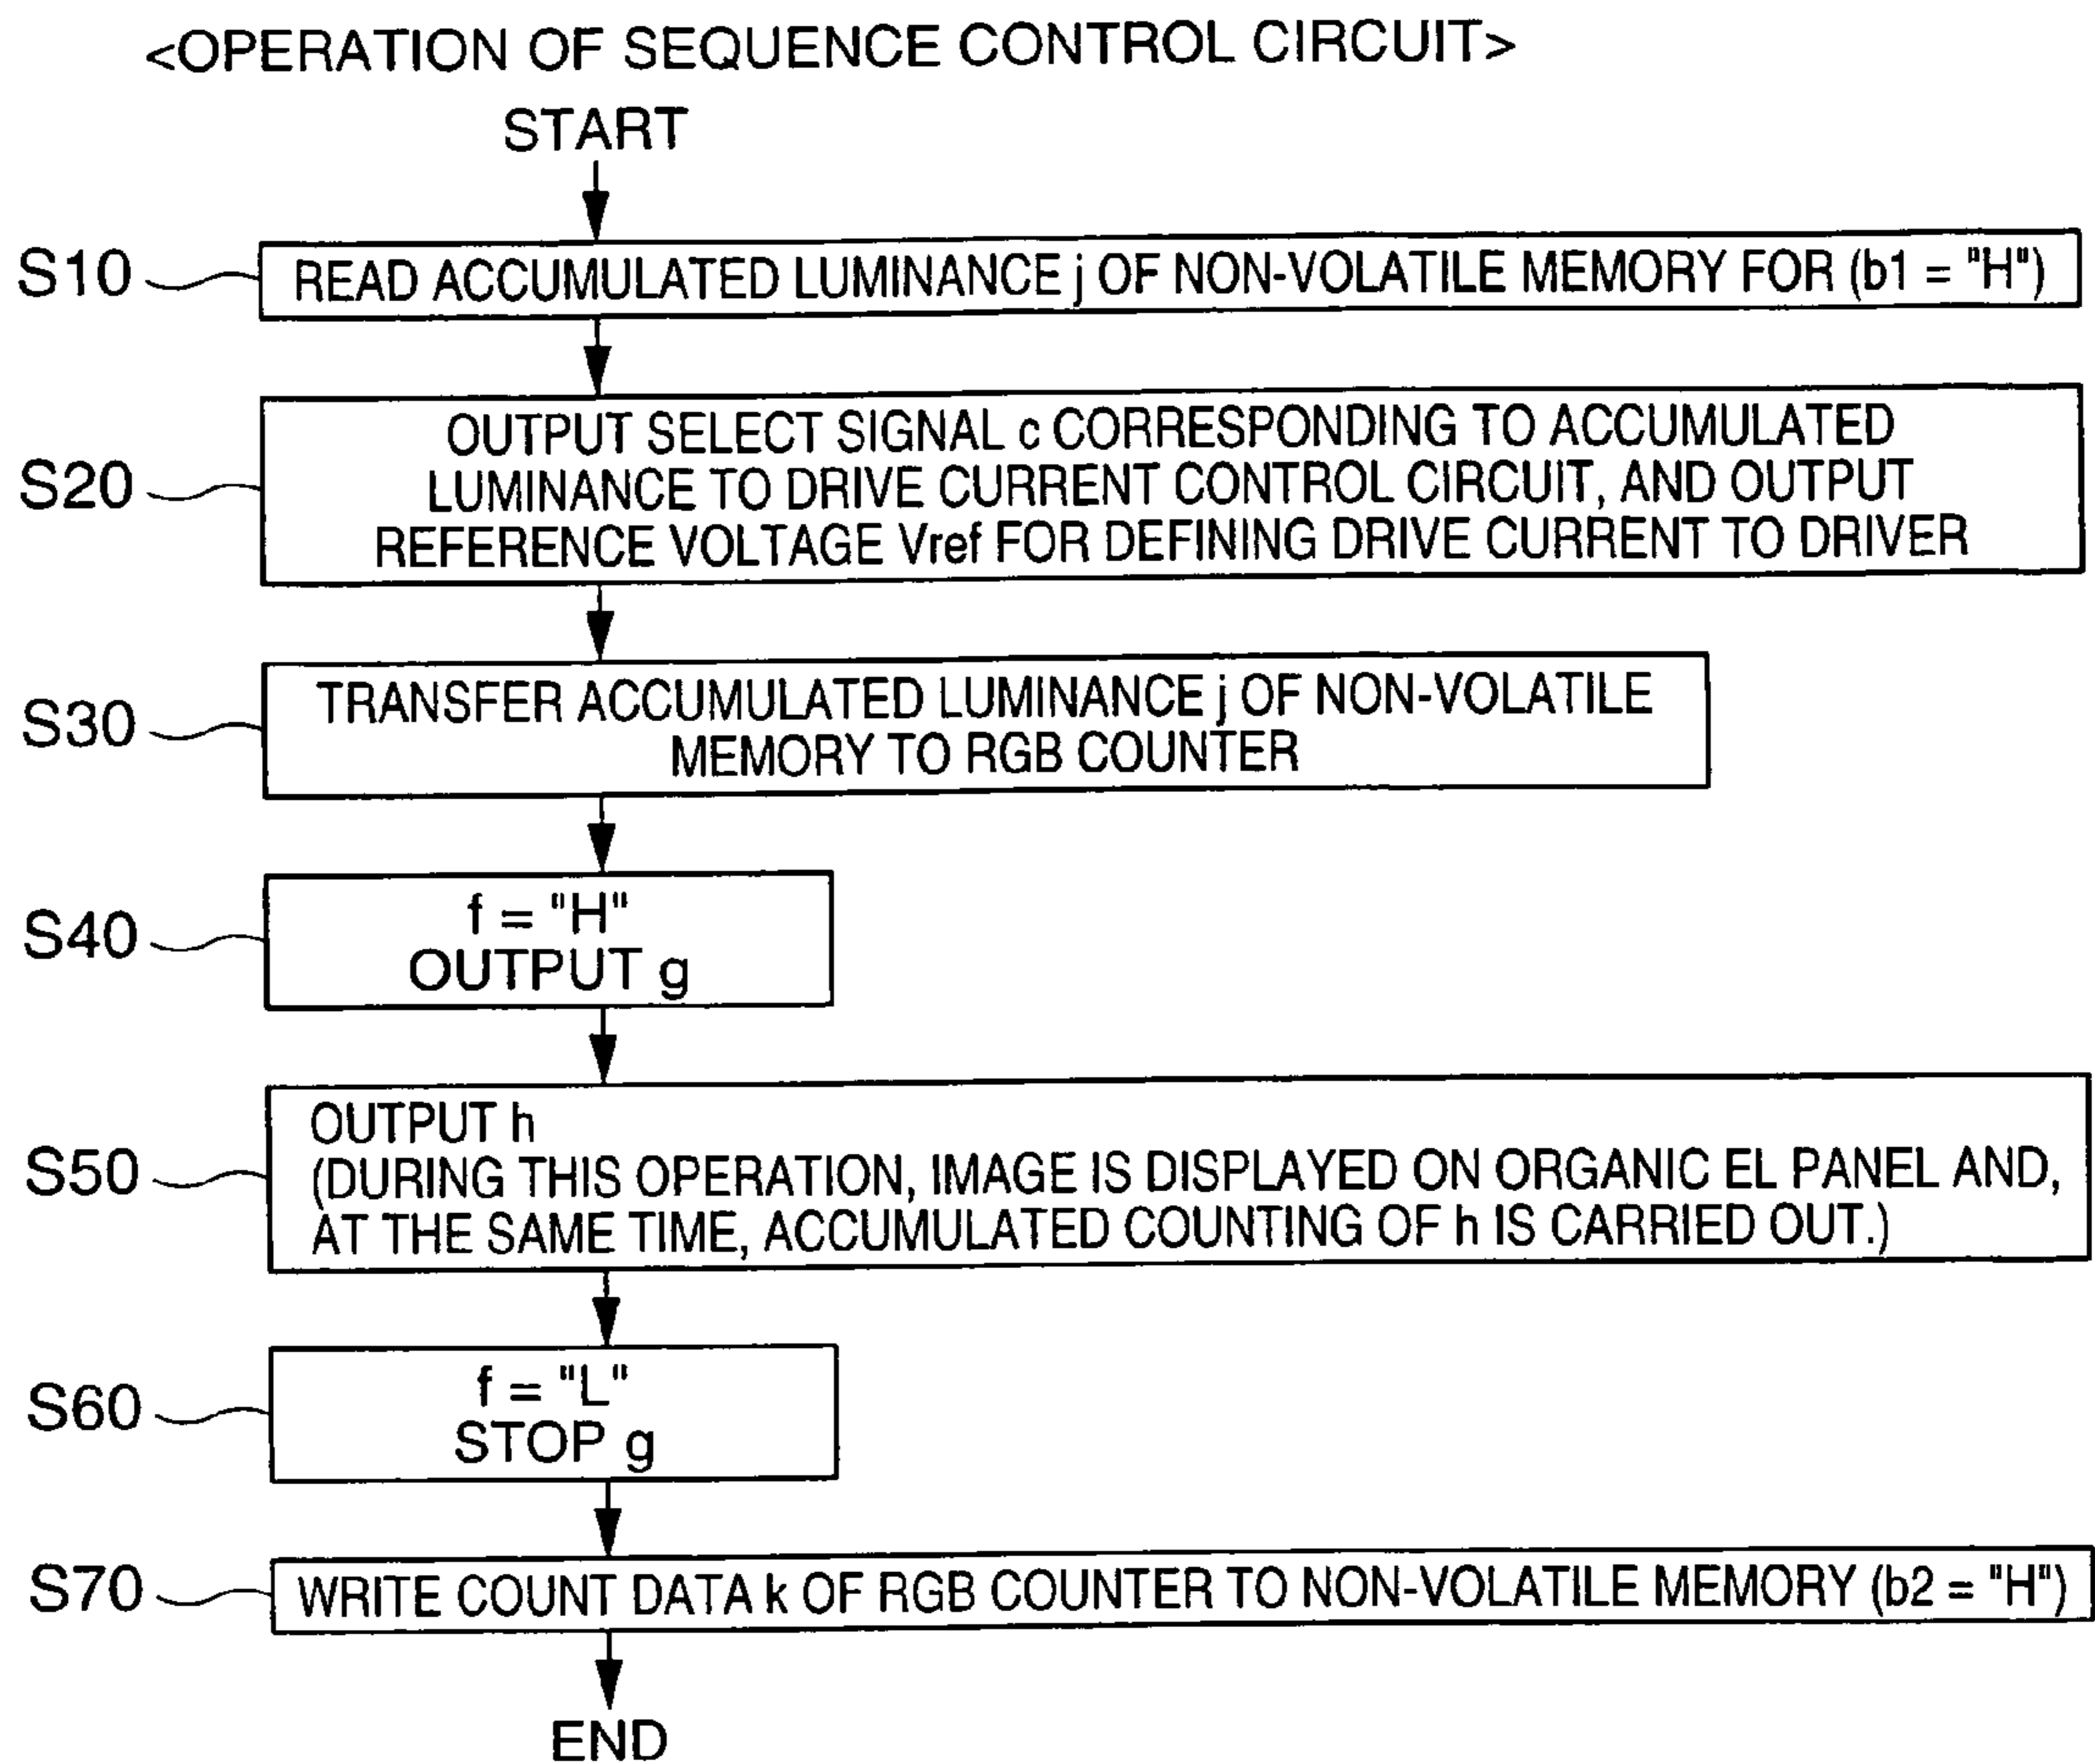 <OPERATION OF SEQUENCE CONTROL CIRCUIT>
START
S10
READ ACCUMULATED LUMINANCE j OF NON-VOLATILE MEMORY FOR (b1 = "H")
S20
OUTPUT SELECT SIGNAL c CORRESPONDING TO ACCUMULATED
LUMINANCE TO DRIVE CURRENT CONTROL CIRCUIT, AND OUTPUT
REFERENCE VOLTAGE Vref FOR DEFINING DRIVE CURRENT TO DRIVER
S30
TRANSFER ACCUMULATED LUMINANCE j OF NON-VOLATILE
MEMORY TO RGB COUNTER
S40
f = "H"
OUTPUT g
S50
OUTPUT h
(DURING THIS OPERATION, IMAGE IS DISPLAYED ON ORGANIC EL PANEL AND,
AT THE SAME TIME, ACCUMULATED COUNTING OF h IS CARRIED OUT.)
S60
f = "L"
STOP g
S70
WRITE COUNT DATA k OF RGB COUNTER TO NON-VOLATILE MEMORY (b2 = "H")
END